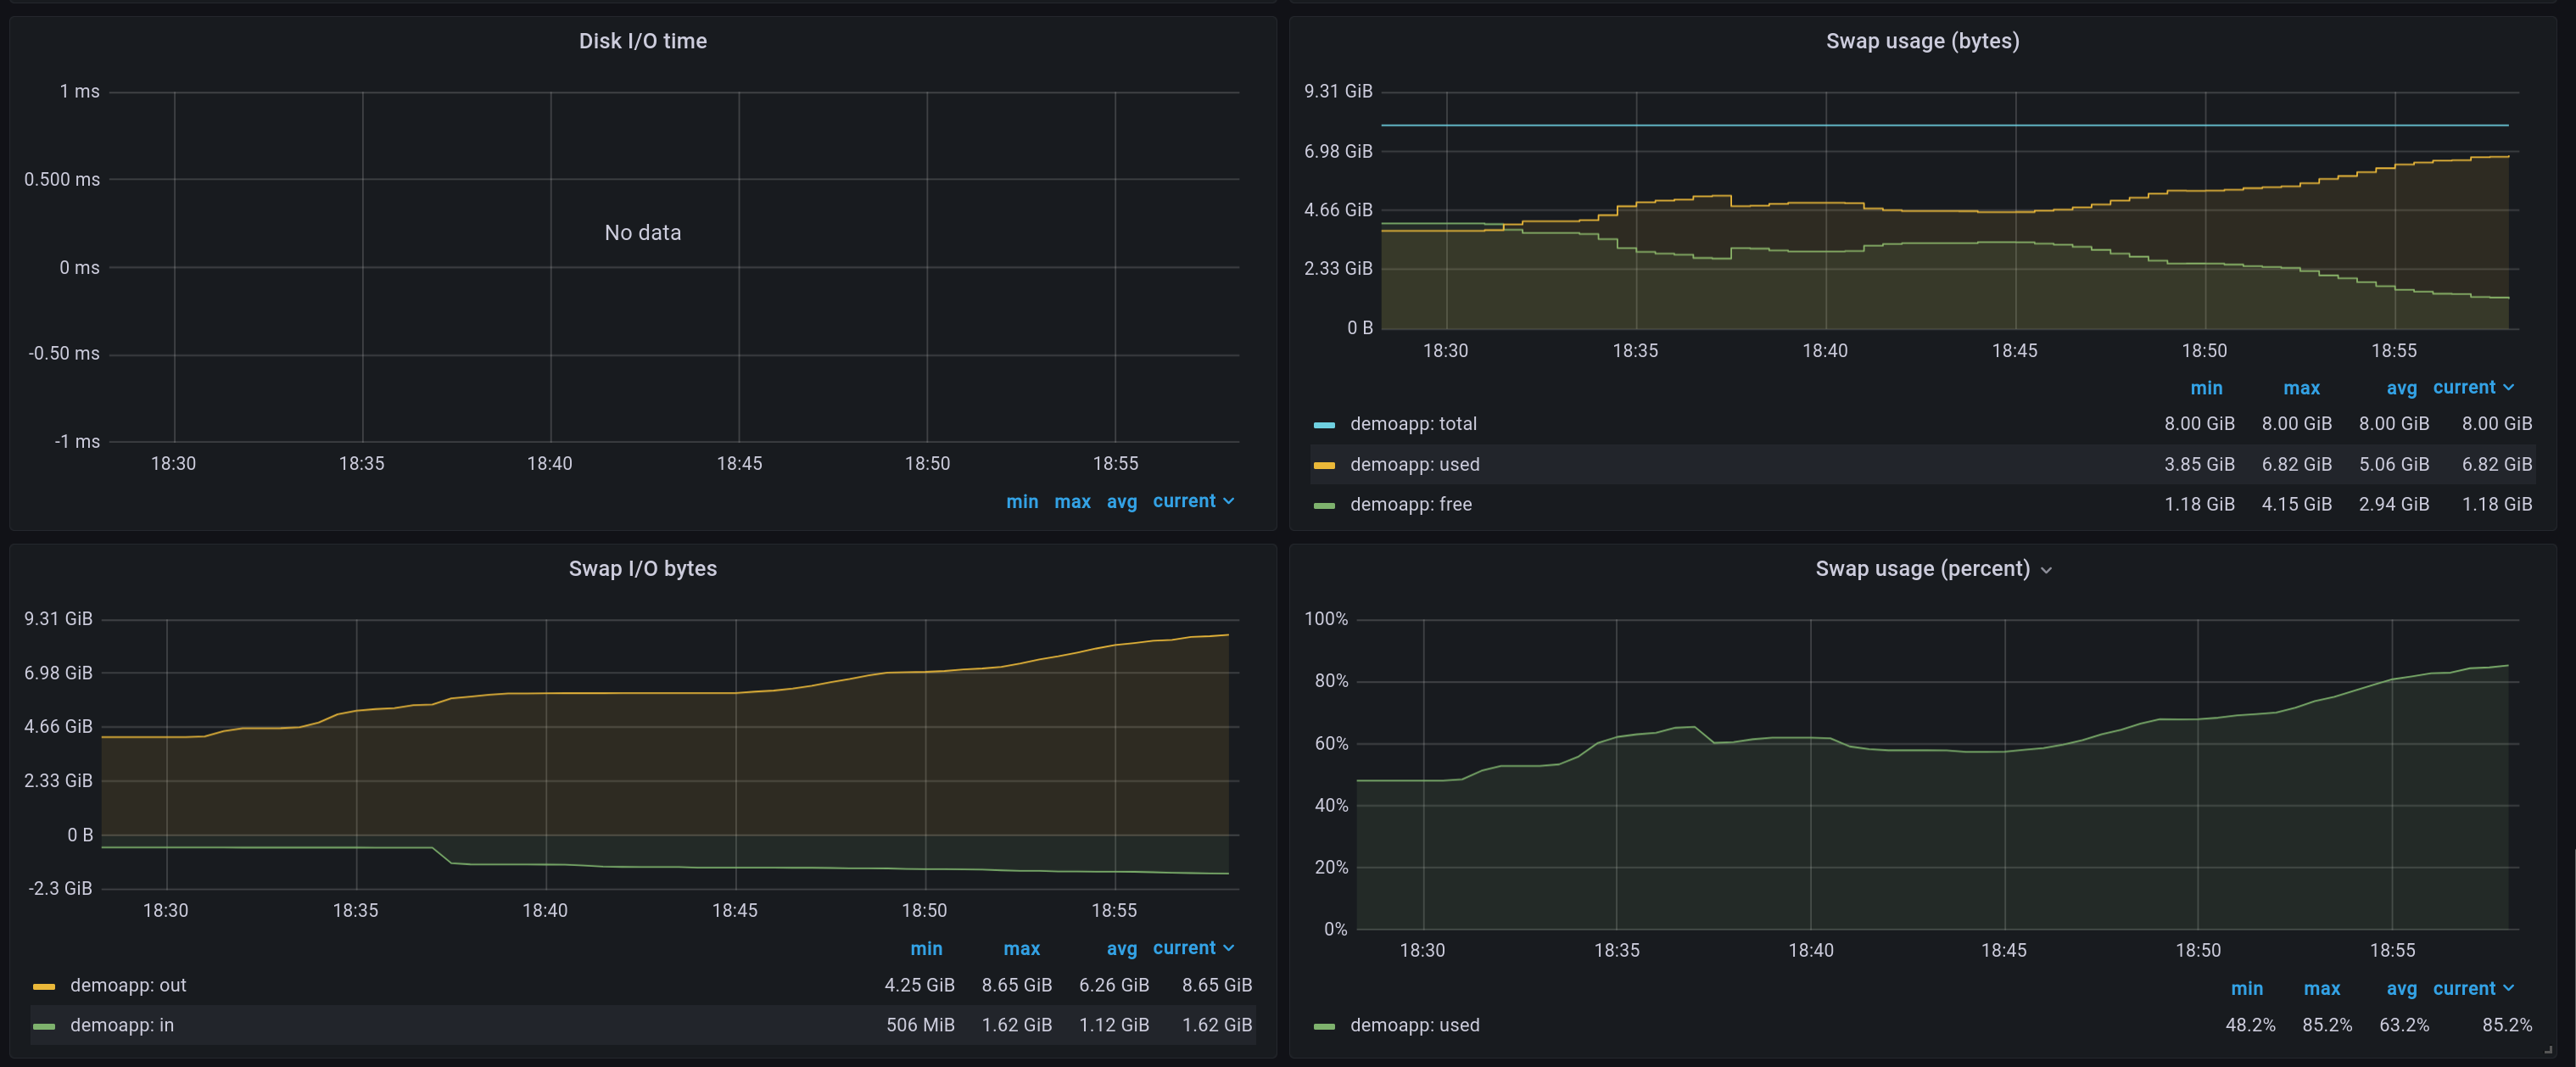 Disk I/O time
1 ms
0.500 ms
0 ms
-0.50 ms
-1 ms
No data
18:30 18:35 18:40 18:45 18:50 18:55
min max avg current
Swap usage (bytes)
9.31 GiB
6.98 GiB
4.66 GiB
2.33 GiB
0 B
18:30 18:35 18:40 18:45 18:50 18:55
min max avg current
demoapp: total 8.00 GiB 8.00 GiB 8.00 GiB 8.00 GiB
demoapp: used 3.85 GiB 6.82 GiB 5.06 GiB 6.82 GiB
demoapp: free 1.18 GiB 4.15 GiB 2.94 GiB 1.18 GiB
Swap I/O bytes
9.31 GiB
6.98 GiB
4.66 GiB
2.33 GiB
0 B
-2.3 GiB
18:30 18:35 18:40 18:45 18:50 18:55
min max avg current
demoapp: out 4.25 GiB 8.65 GiB 6.26 GiB 8.65 GiB
demoapp: in 506 MiB 1.62 GiB 1.12 GiB 1.62 GiB
Swap usage (percent)
100%
80%
60%
40%
20%
0%
18:30 18:35 18:40 18:45 18:50 18:55
min max avg current
demoapp: used 48.2% 85.2% 63.2% 85.2%